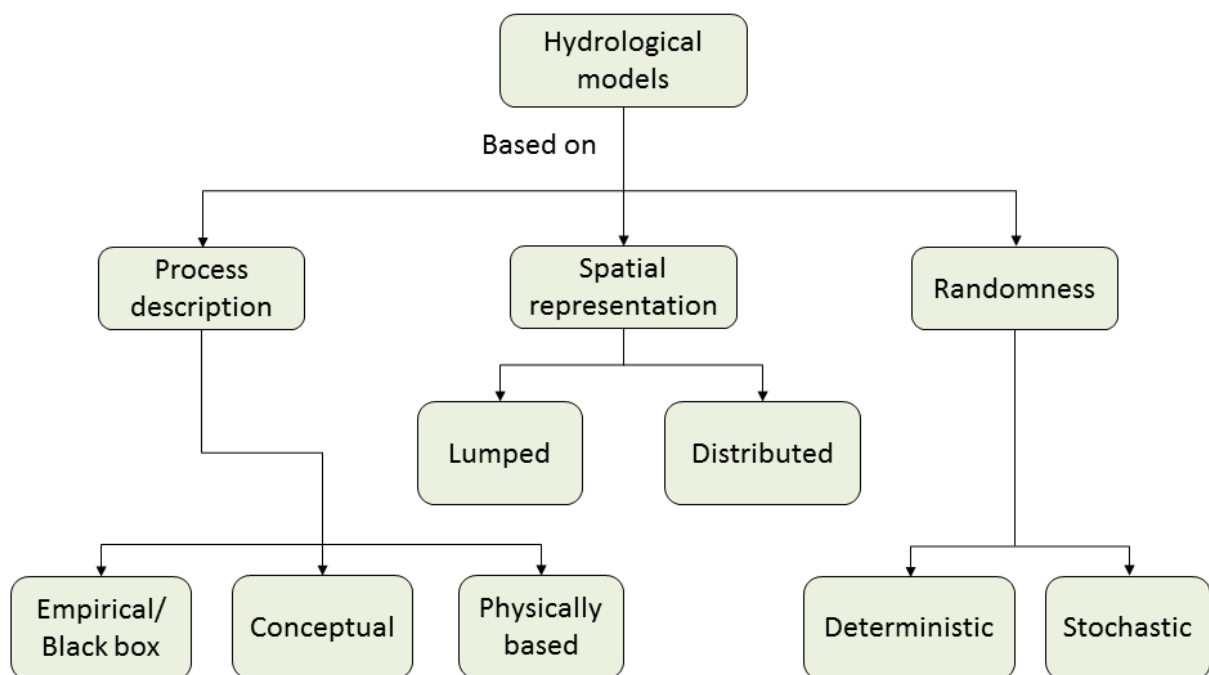 Hydrological
models
Based on
Process
description
Spatial
representation
Randomness
Lumped
Distributed
Empirical/
Black box
Conceptual
Physically
based
Deterministic
Stochastic